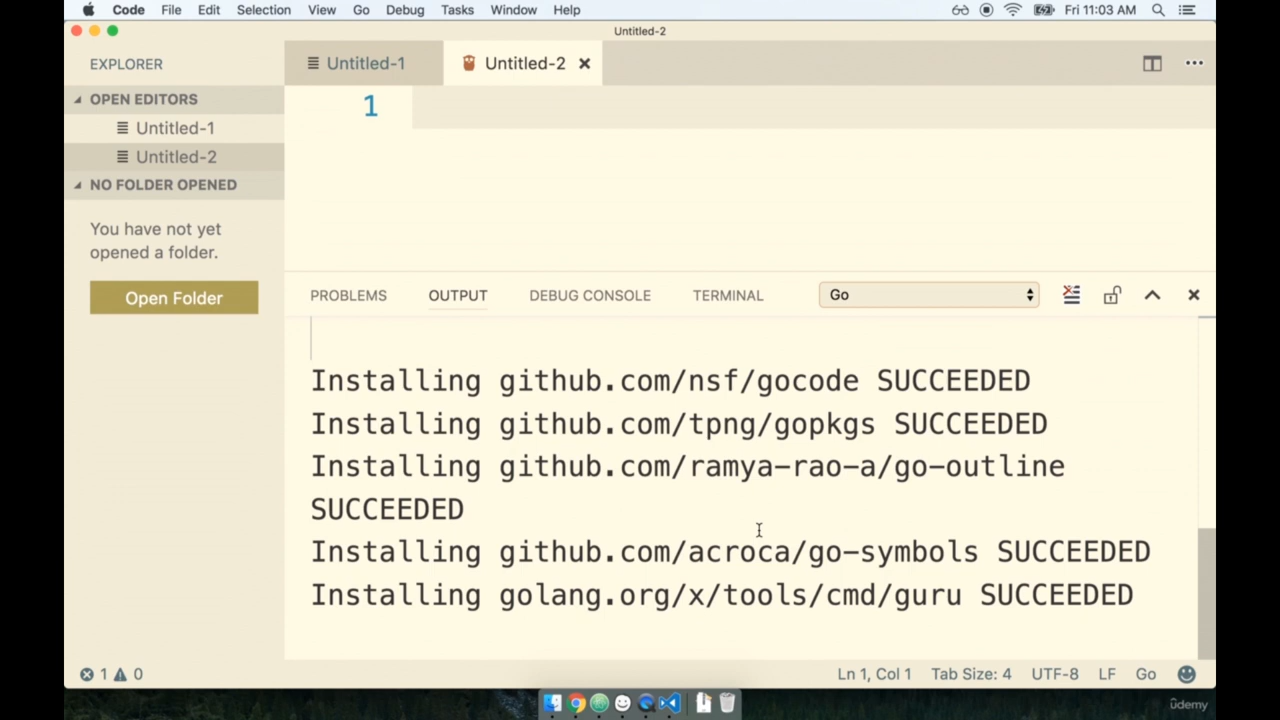 Code File Edit Selection View Go Debug Tasks Window Help Fri 11:03 AM
Untitled-2
EXPLORER
Untitled-1 Untitled-2
OPEN EDITORS
Untitled-1
Untitled-2
NO FOLDER OPENED
You have not yet
opened a folder.
Open Folder
1
PROBLEMS OUTPUT DEBUG CONSOLE TERMINAL Go
Installing github.com/nsf/gocode SUCCEEDED
Installing github.com/tpng/gopkgs SUCCEEDED
Installing github.com/ramya-rao-a/go-outline
SUCCEEDED
Installing github.com/acroca/go-symbols SUCCEEDED
Installing golang.org/x/tools/cmd/guru SUCCEEDED
1 0 Ln 1, Col 1 Tab Size: 4 UTF-8 LF Go
ûdemy